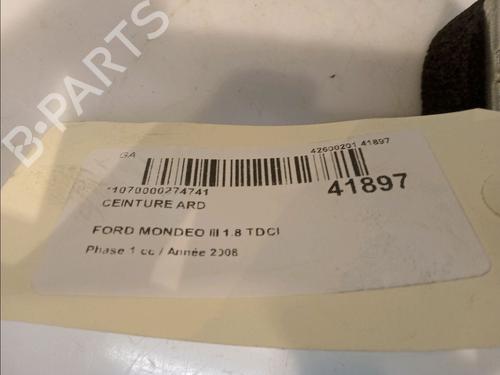 B-PARTS
GA
42600201 41897
*1070000274741
41897
CEINTURE ARD
FORD MONDEO III 1.8 TDCI
Phase 1 cc / Année 2008